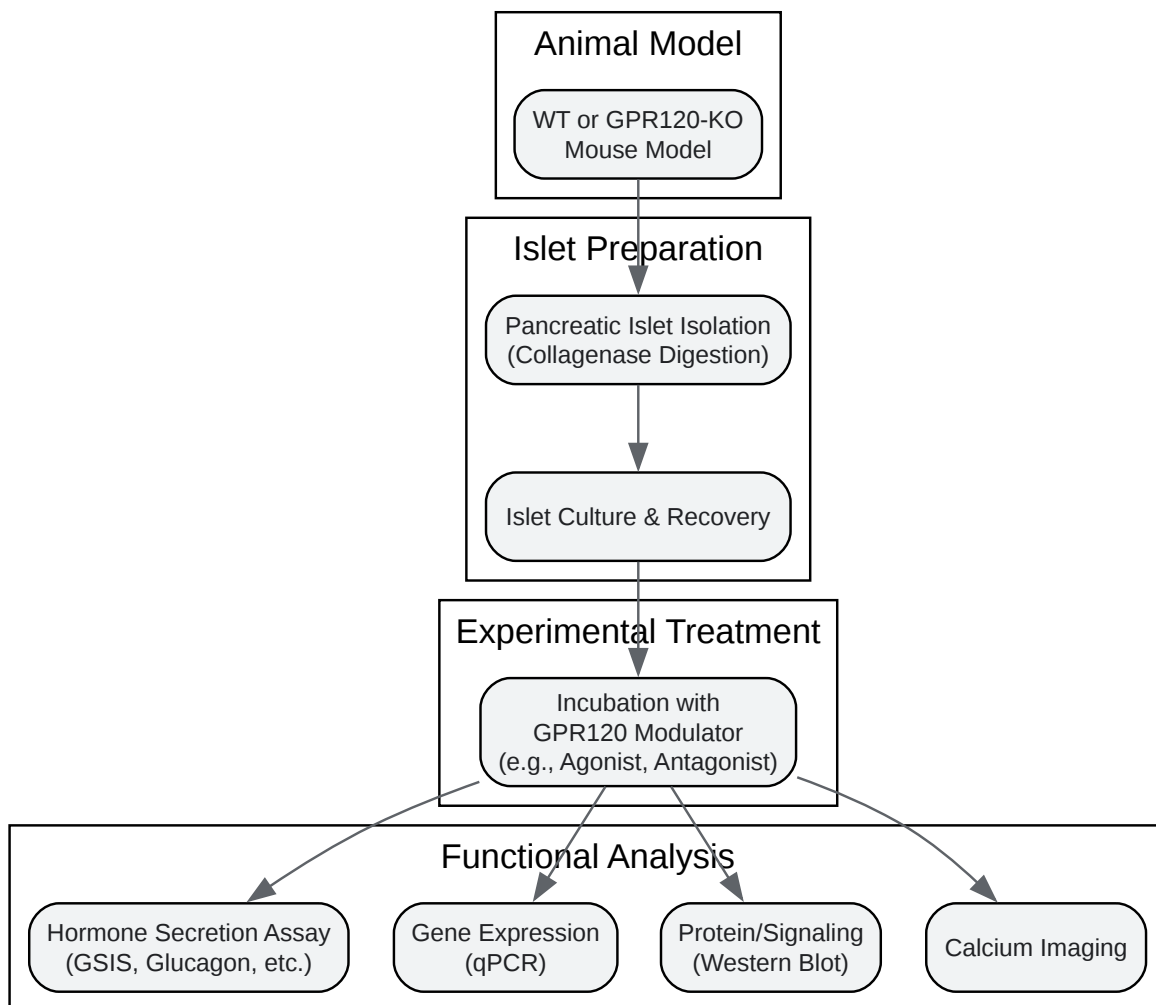 Animal Model
WT or GPR120-KO
Mouse Model
Islet Preparation
Pancreatic Islet Isolation
(Collagenase Digestion)
Islet Culture & Recovery
Experimental Treatment
Incubation with
GPR120 Modulator
(e.g., Agonist, Antagonist)
Functional Analysis
Hormone Secretion Assay
(GSIS, Glucagon, etc.)
Gene Expression
(qPCR)
Protein/Signaling
(Western Blot)
Calcium Imaging